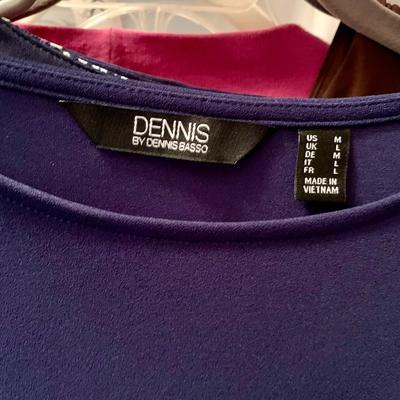 DENNIS
BY DENNIS BASSO
US M
UK L
DE M
IT L
FR L
MADE IN
VIETNAM